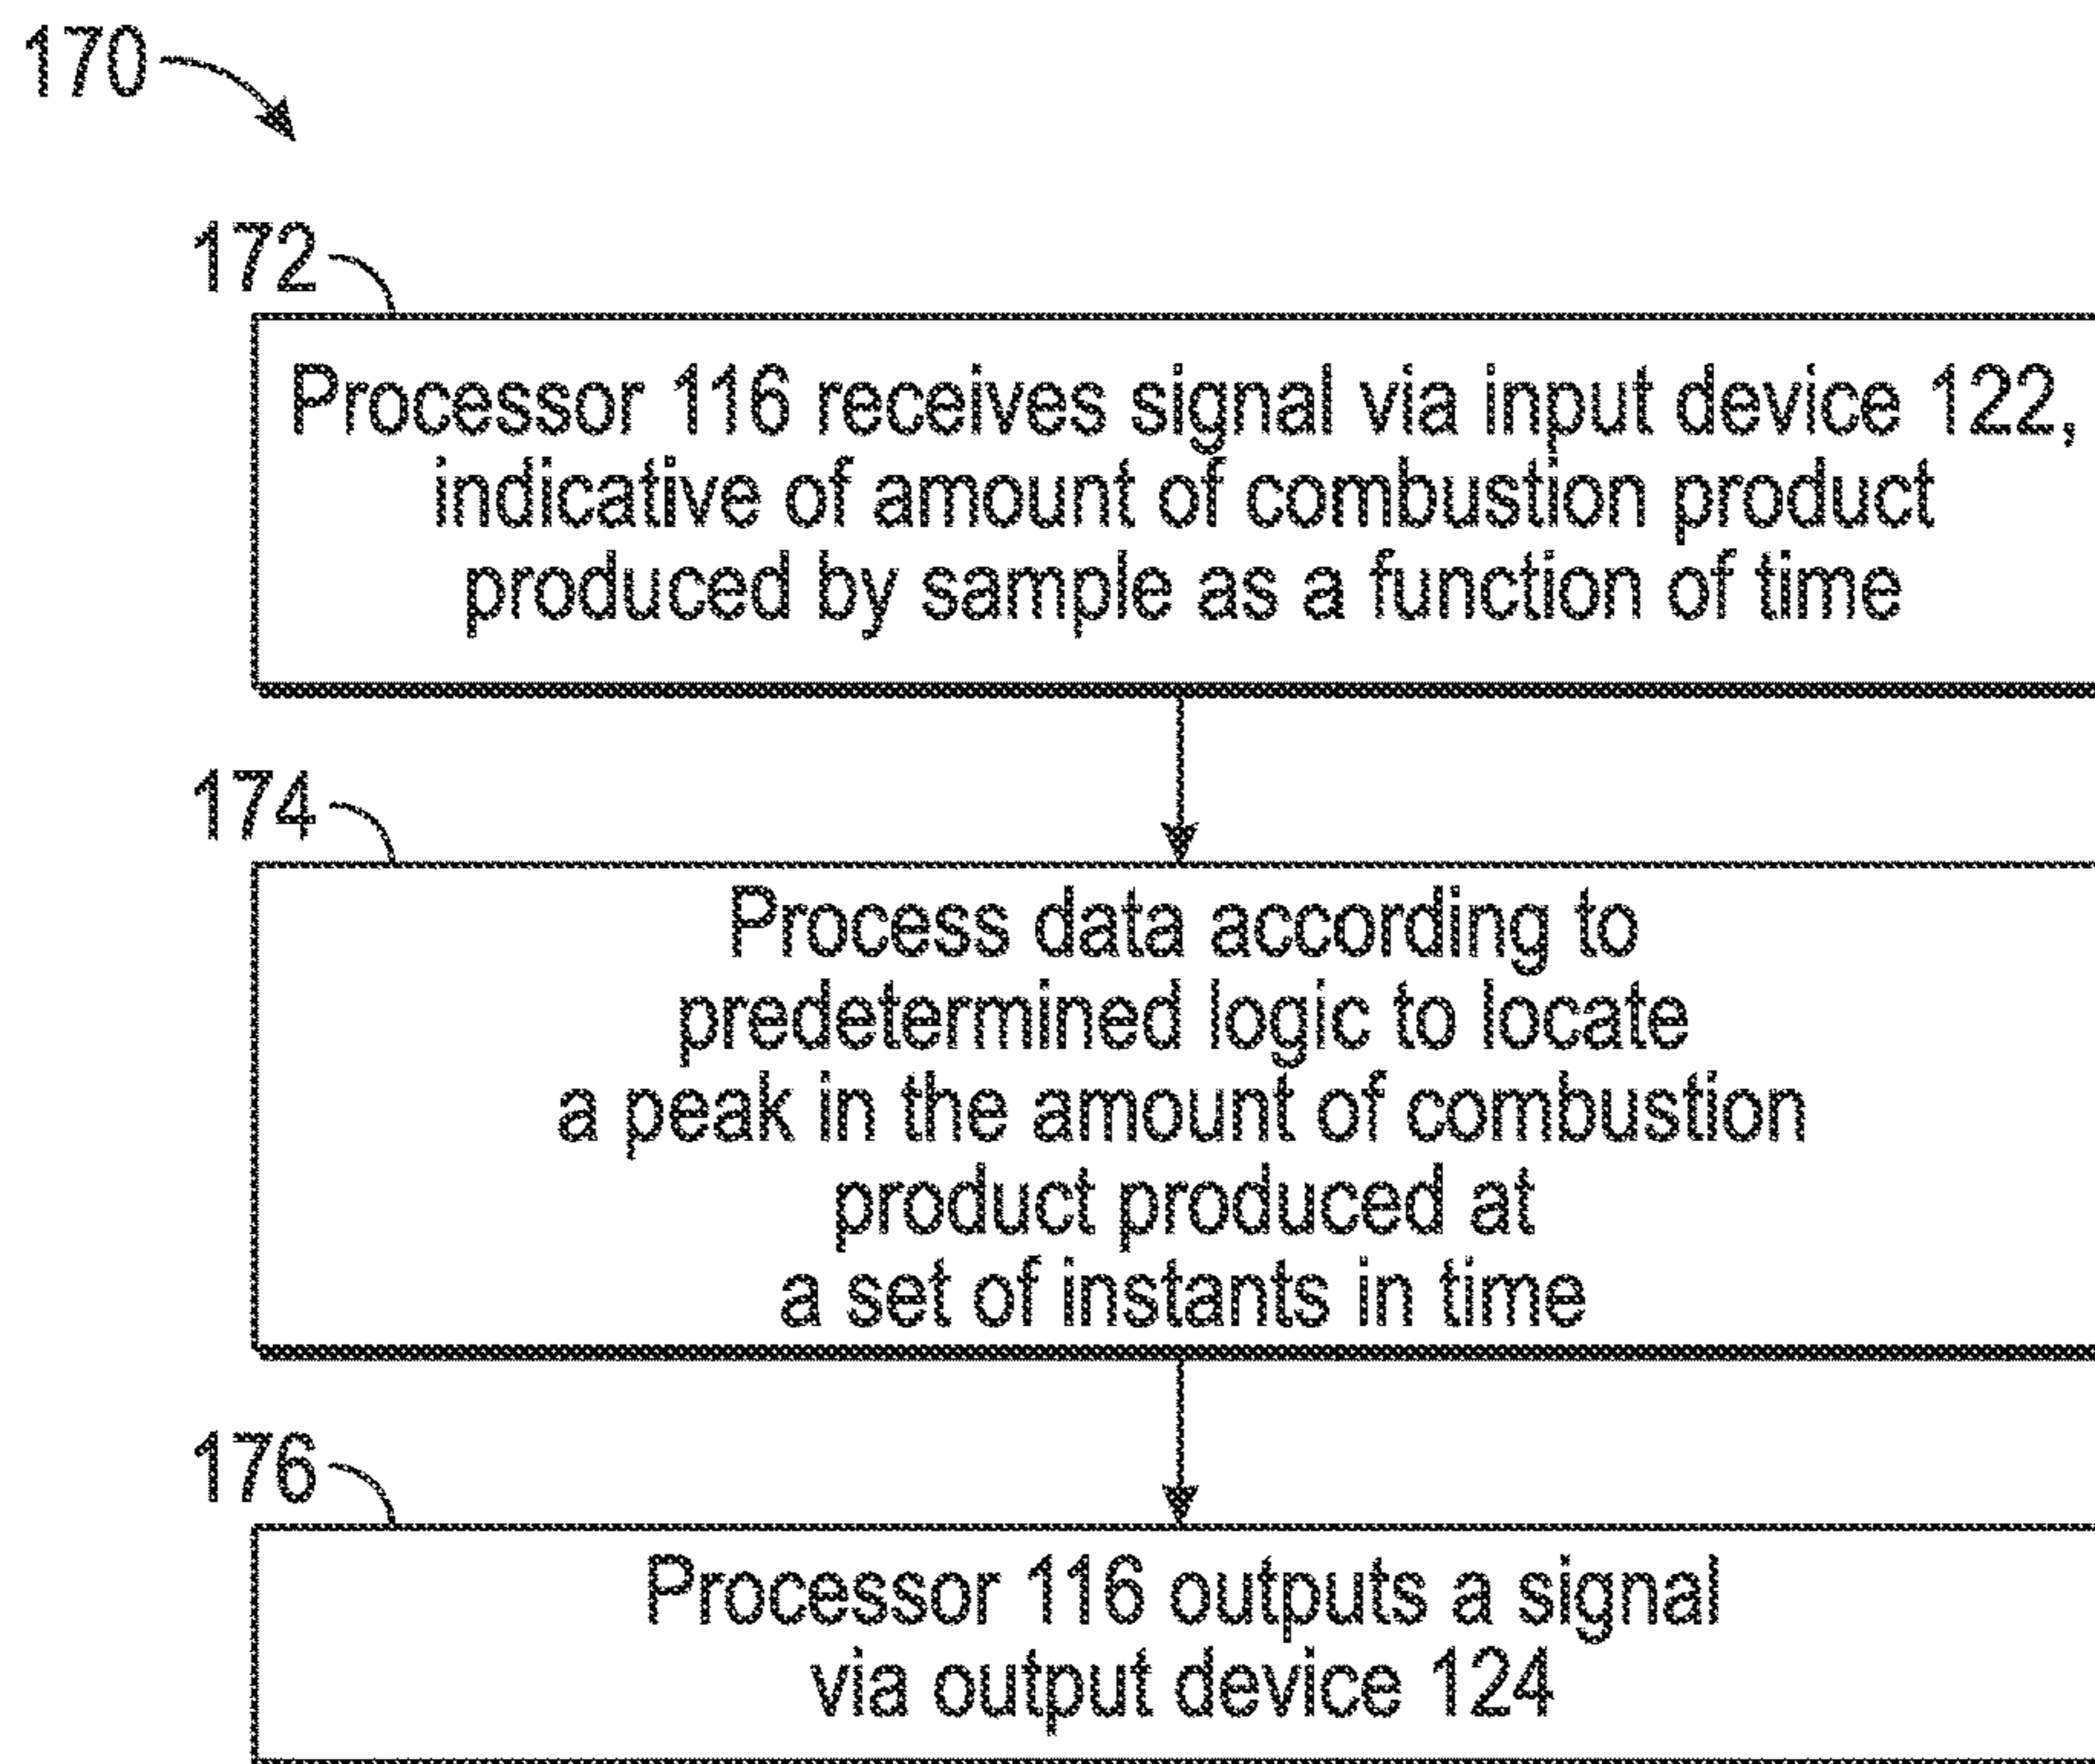 170
172
Processor 116 receives signal via input device 122,
indicative of amount of combustion product
produced by sample as a function of time
174
Process data according to
predetermined logic to locate
a peak in the amount of combustion
product produced at
a set of instants in time
176
Processor 116 outputs a signal
via output device 124